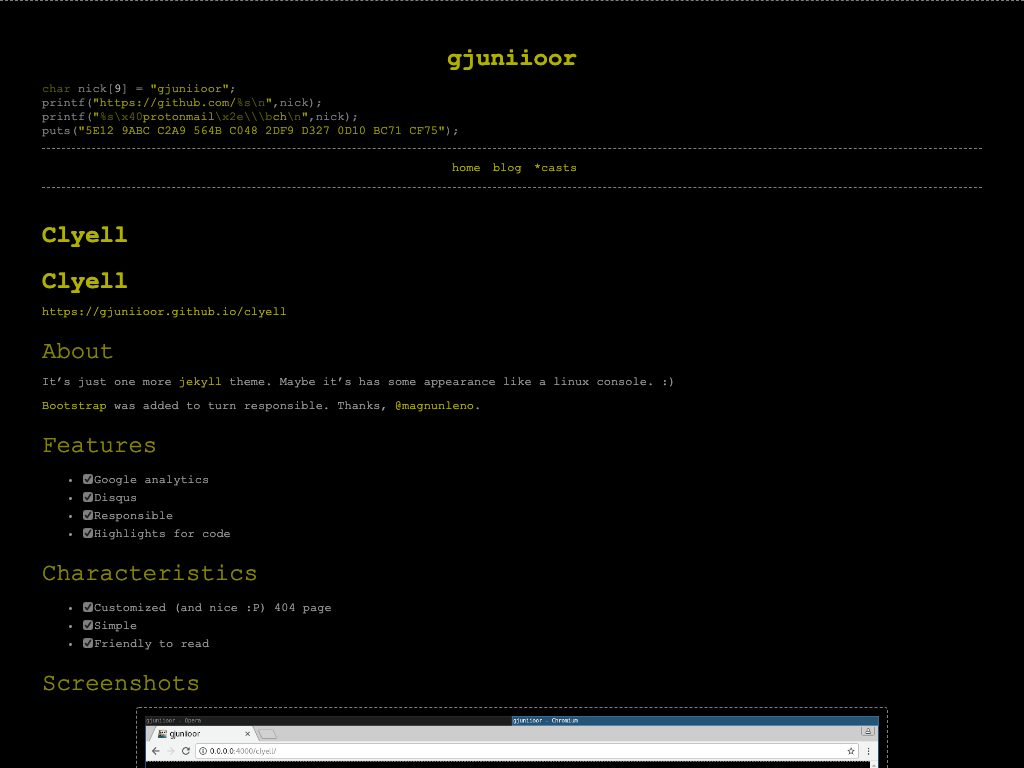 gjuniioor
char nick[9] = "gjuniioor";
printf("https://github.com/%s\n",nick);
printf("%s\x40protonmail\x2e\\\bch\n",nick);
puts("5E12 9ABC C2A9 564B C048 2DF9 D327 0D10 BC71 CF75");
home blog *casts
Clyell
Clyell
https://gjuniioor.github.io/clyell
About
It’s just one more jekyll theme. Maybe it’s has some appearance like a linux console. :)
Bootstrap was added to turn responsible. Thanks, @magnunleno.
Features
Google analytics
Disqus
Responsible
Highlights for code
Characteristics
Customized (and nice :P) 404 page
Simple
Friendly to read
Screenshots
gjuniioor Opera
gjuniioor - Chromium
gjuniioor
0.0.0.0:4000/clyell/